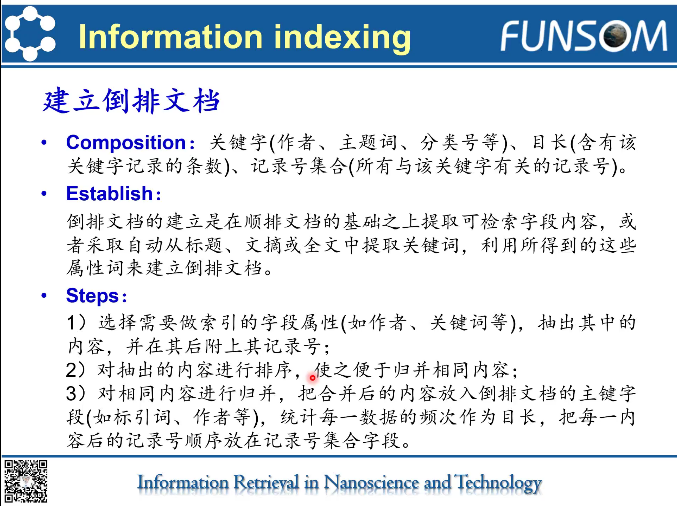 Information indexing
FUNSOM
建立倒排文档
• Composition：关键字(作者、主题词、分类号等)、目长(含有该
关键字记录的条数)、记录号集合(所有与该关键字有关的记录号)。
• Establish：
倒排文档的建立是在顺排文档的基础之上提取可检索字段内容，或
者采取自动从标题、文摘或全文中提取关键词，利用所得到的这些
属性词来建立倒排文档。
• Steps：
1）选择需要做索引的字段属性(如作者、关键词等)，抽出其中的
内容，并在其后附上其记录号；
2）对抽出的内容进行排序，使之便于归并相同内容；
3）对相同内容进行归并，把合并后的内容放入倒排文档的主键字
段(如标引词、作者等)，统计每一数据的频次作为目长，把每一内
容后的记录号顺序放在记录号集合字段。
Information Retrieval in Nanoscience and Technology